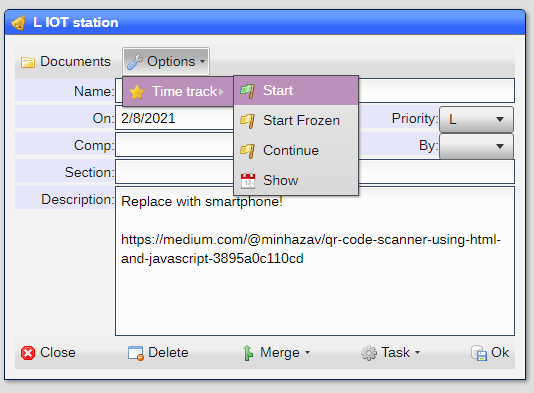 L IOT station
Documents Options
Name:
Time track
Start
On: 2/8/2021
Start Frozen
Priority: L
Comp:
Continue
By:
Section:
Show
Description: Replace with smartphone!
https://medium.com/@minhazav/qr-code-scanner-using-html-
and-javascript-3895a0c110cd
Close Delete Merge Task Ok